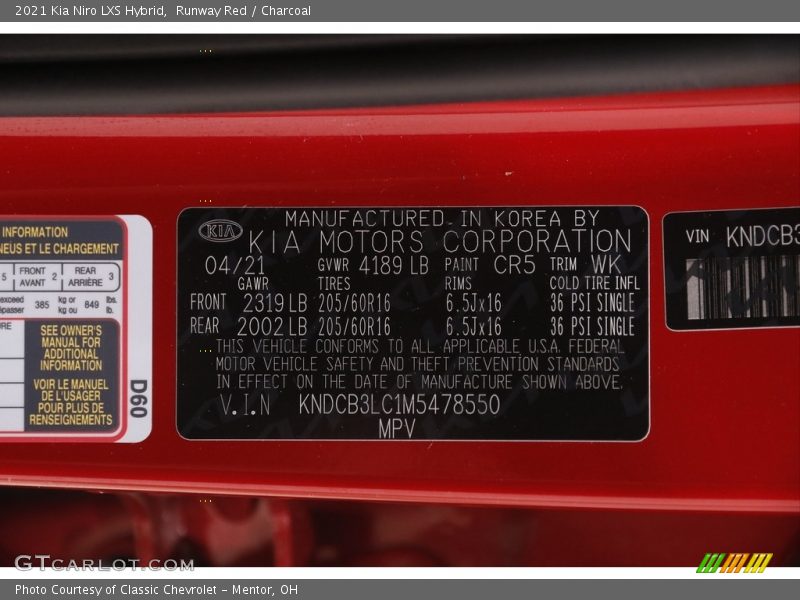 2021 Kia Niro LXS Hybrid, Runway Red / Charcoal
INFORMATION
NEUS ET LE CHARGEMENT
5 FRONT 2 REAR 3
AVANT ARRIÈRE
exceed 385 kg or 849 lbs.
kg ou lb.
SEE OWNER'S
MANUAL FOR
ADDITIONAL
INFORMATION
VOIR LE MANUEL
DE L'USAGER
POUR PLUS DE
RENSEIGNEMENTS
D60
KIA
MANUFACTURED IN KOREA BY
KIA MOTORS CORPORATION
04/21 GVWR 4189 LB PAINT CR5 TRIM WK
GAWR TIRES RIMS COLD TIRE INFL
FRONT 2319 LB 205/60R16 6.5Jx16 36 PSI SINGLE
REAR 2002 LB 205/60R16 6.5Jx16 36 PSI SINGLE
THIS VEHICLE CONFORMS TO ALL APPLICABLE U.S.A. FEDERAL
MOTOR VEHICLE SAFETY AND THEFT PREVENTION STANDARDS
IN EFFECT ON THE DATE OF MANUFACTURE SHOWN ABOVE.
V.I.N KNDCB3LC1M5478550
MPV
VIN KNDCB3
GTCARLOT.COM
Photo Courtesy of Classic Chevrolet - Mentor, OH